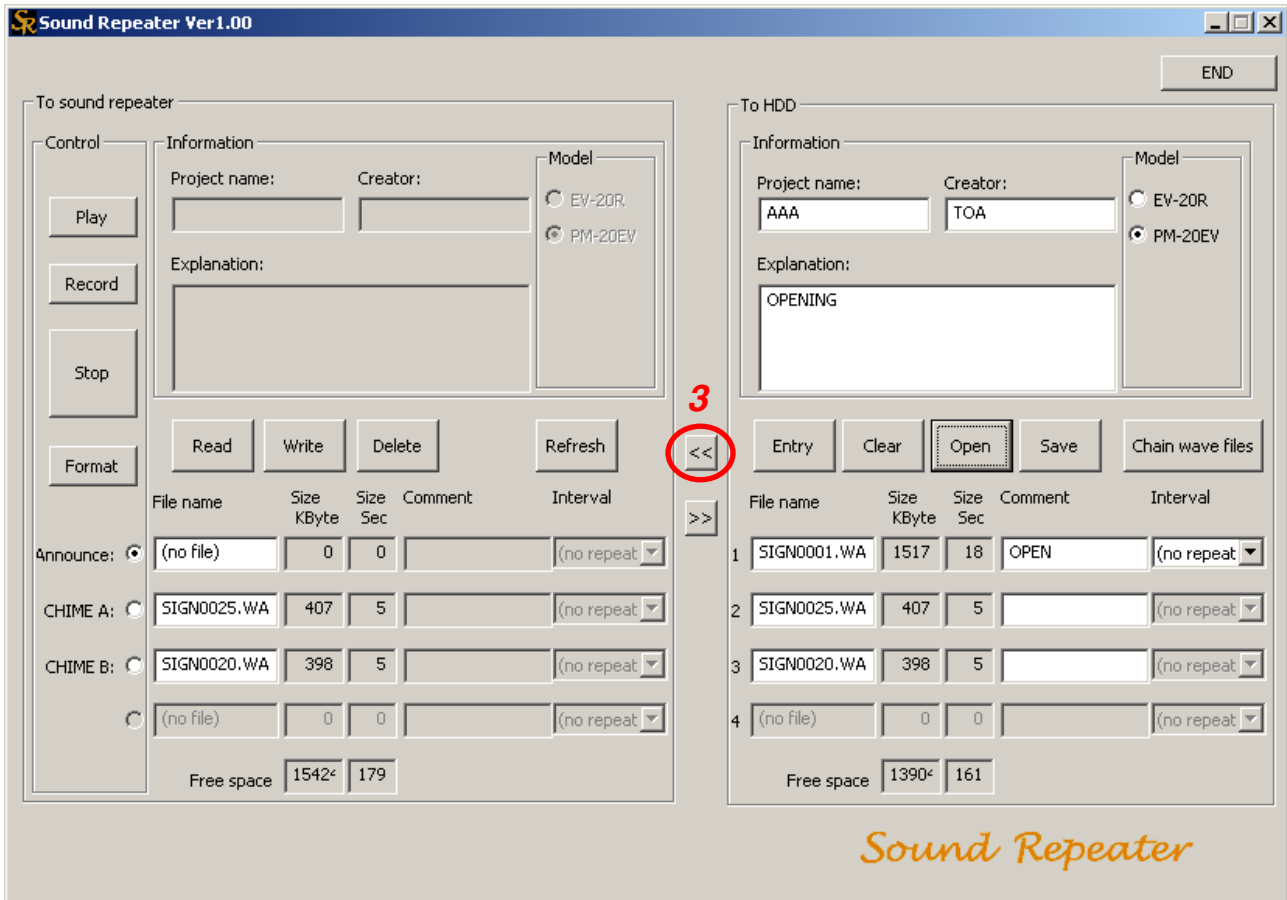 Sound Repeater Ver1.00
END
To sound repeater
Control
Play
Record
Stop
Format
Information
Project name:
Creator:
Explanation:
Model
EV-20R
PM-20EV
Read Write Delete Refresh
File name Size KByte Size Sec Comment Interval
Announce: (no file) 0 0 (no repeat
CHIME A: SIGN0025.WA 407 5 (no repeat
CHIME B: SIGN0020.WA 398 5 (no repeat
(no file) 0 0 (no repeat
Free space 1542 179
3
<<
>>
To HDD
Information
Project name: Creator:
AAA TOA
Explanation:
OPENING
Model
EV-20R
PM-20EV
Entry Clear Open Save Chain wave files
File name Size KByte Size Sec Comment Interval
1 SIGN0001.WA 1517 18 OPEN (no repeat
2 SIGN0025.WA 407 5 (no repeat
3 SIGN0020.WA 398 5 (no repeat
4 (no file) 0 0 (no repeat
Free space 1390 161
Sound Repeater